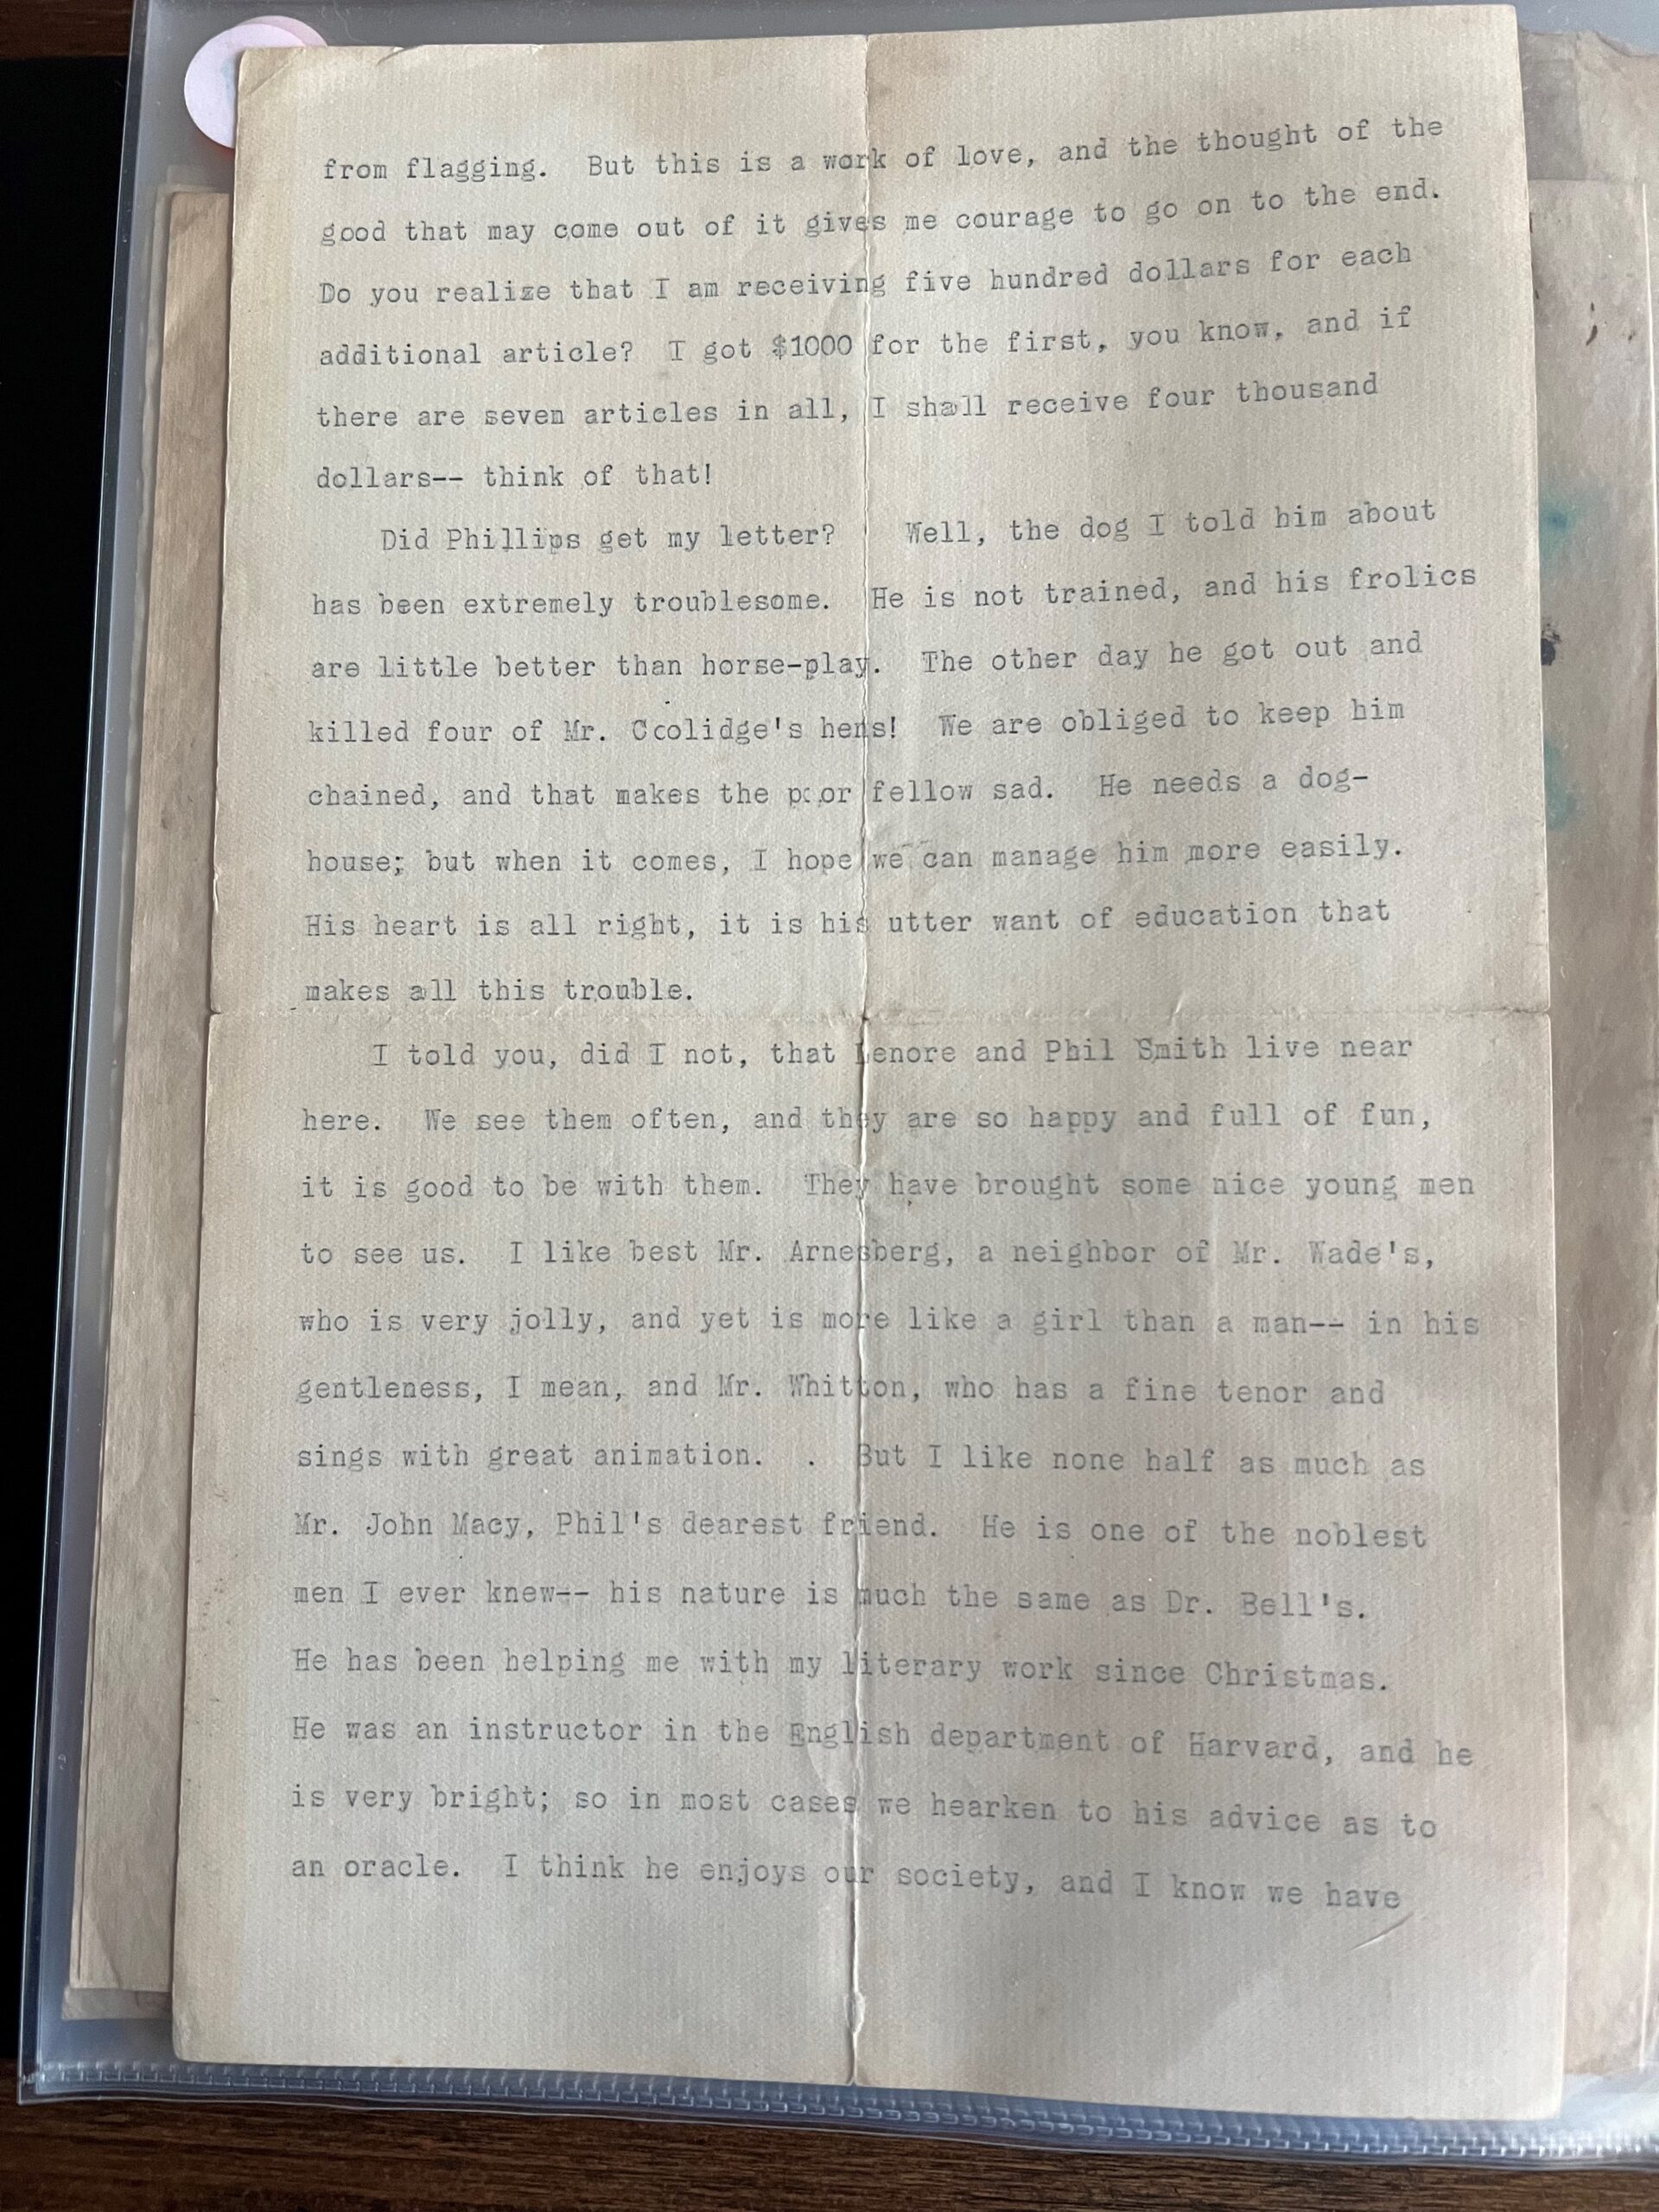 from flagging. But this is a work of love, and the thought of the
good that may come out of it gives me courage to go on to the end.
Do you realize that I am receiving five hundred dollars for each
additional article? I got $1000 for the first, you know, and if
there are seven articles in all, I shall receive four thousand
dollars-- think of that!
Did Phillips get my letter? Well, the dog I told him about
has been extremely troublesome. He is not trained, and his frolics
are little better than horse-play. The other day he got out and
killed four of Mr. Ccolidge's hens! We are obliged to keep him
chained, and that makes the poor fellow sad. He needs a dog-
house; but when it comes, I hope we can manage him more easily.
His heart is all right, it is his utter want of education that
makes all this trouble.
I told you, did I not, that Lenore and Phil Smith live near
here. We see them often, and they are so happy and full of fun,
it is good to be with them. They have brought some nice young men
to see us. I like best Mr. Arnesberg, a neighbor of Mr. Wade's,
who is very jolly, and yet is more like a girl than a man-- in his
gentleness, I mean, and Mr. Whitton, who has a fine tenor and
sings with great animation. . But I like none half as much as
Mr. John Macy, Phil's dearest friend. He is one of the noblest
men I ever knew-- his nature is much the same as Dr. Bell's.
He has been helping me with my literary work since Christmas.
He was an instructor in the English department of Harvard, and he
is very bright; so in most cases we hearken to his advice as to
an oracle. I think he enjoys our society, and I know we have